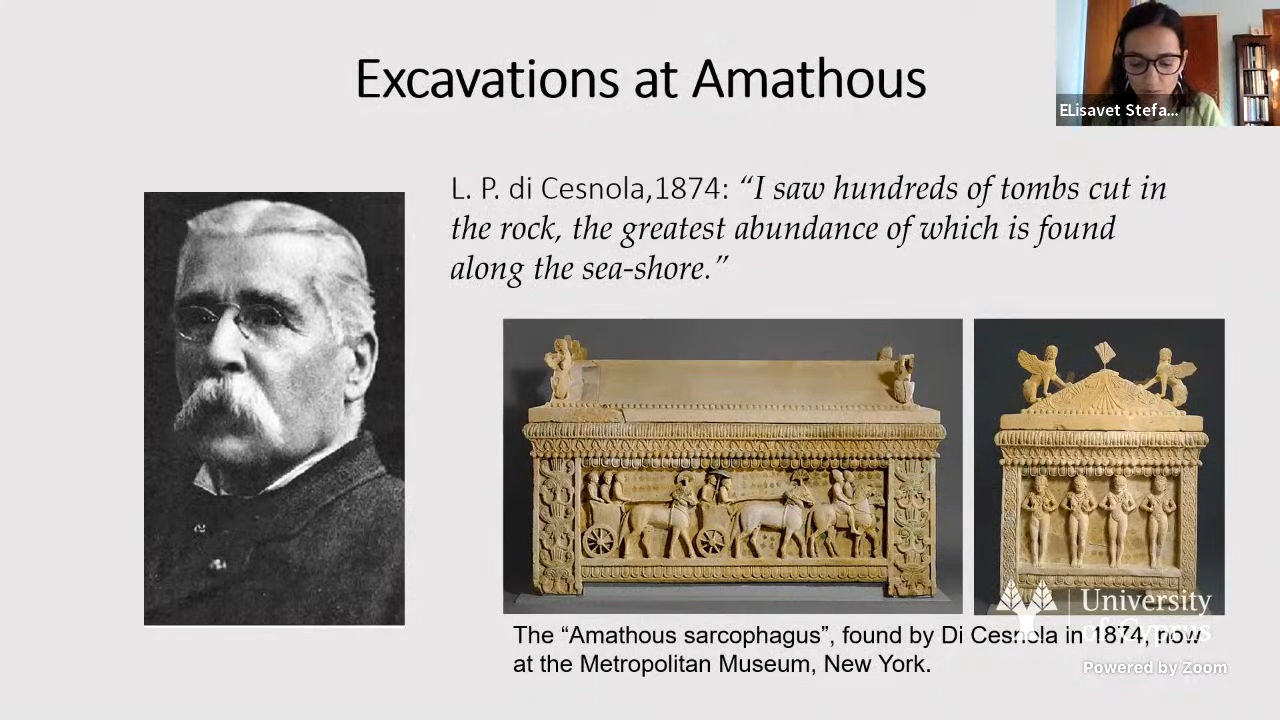 Excavations at Amathous
ELisavet Stefa...
L. P. di Cesnola,1874: “I saw hundreds of tombs cut in
the rock, the greatest abundance of which is found
along the sea-shore.”
The “Amathous sarcophagus”, found by Di Cesnola in 1874, now
at the Metropolitan Museum, New York.
University
of Cyprus
Powered by Zoom